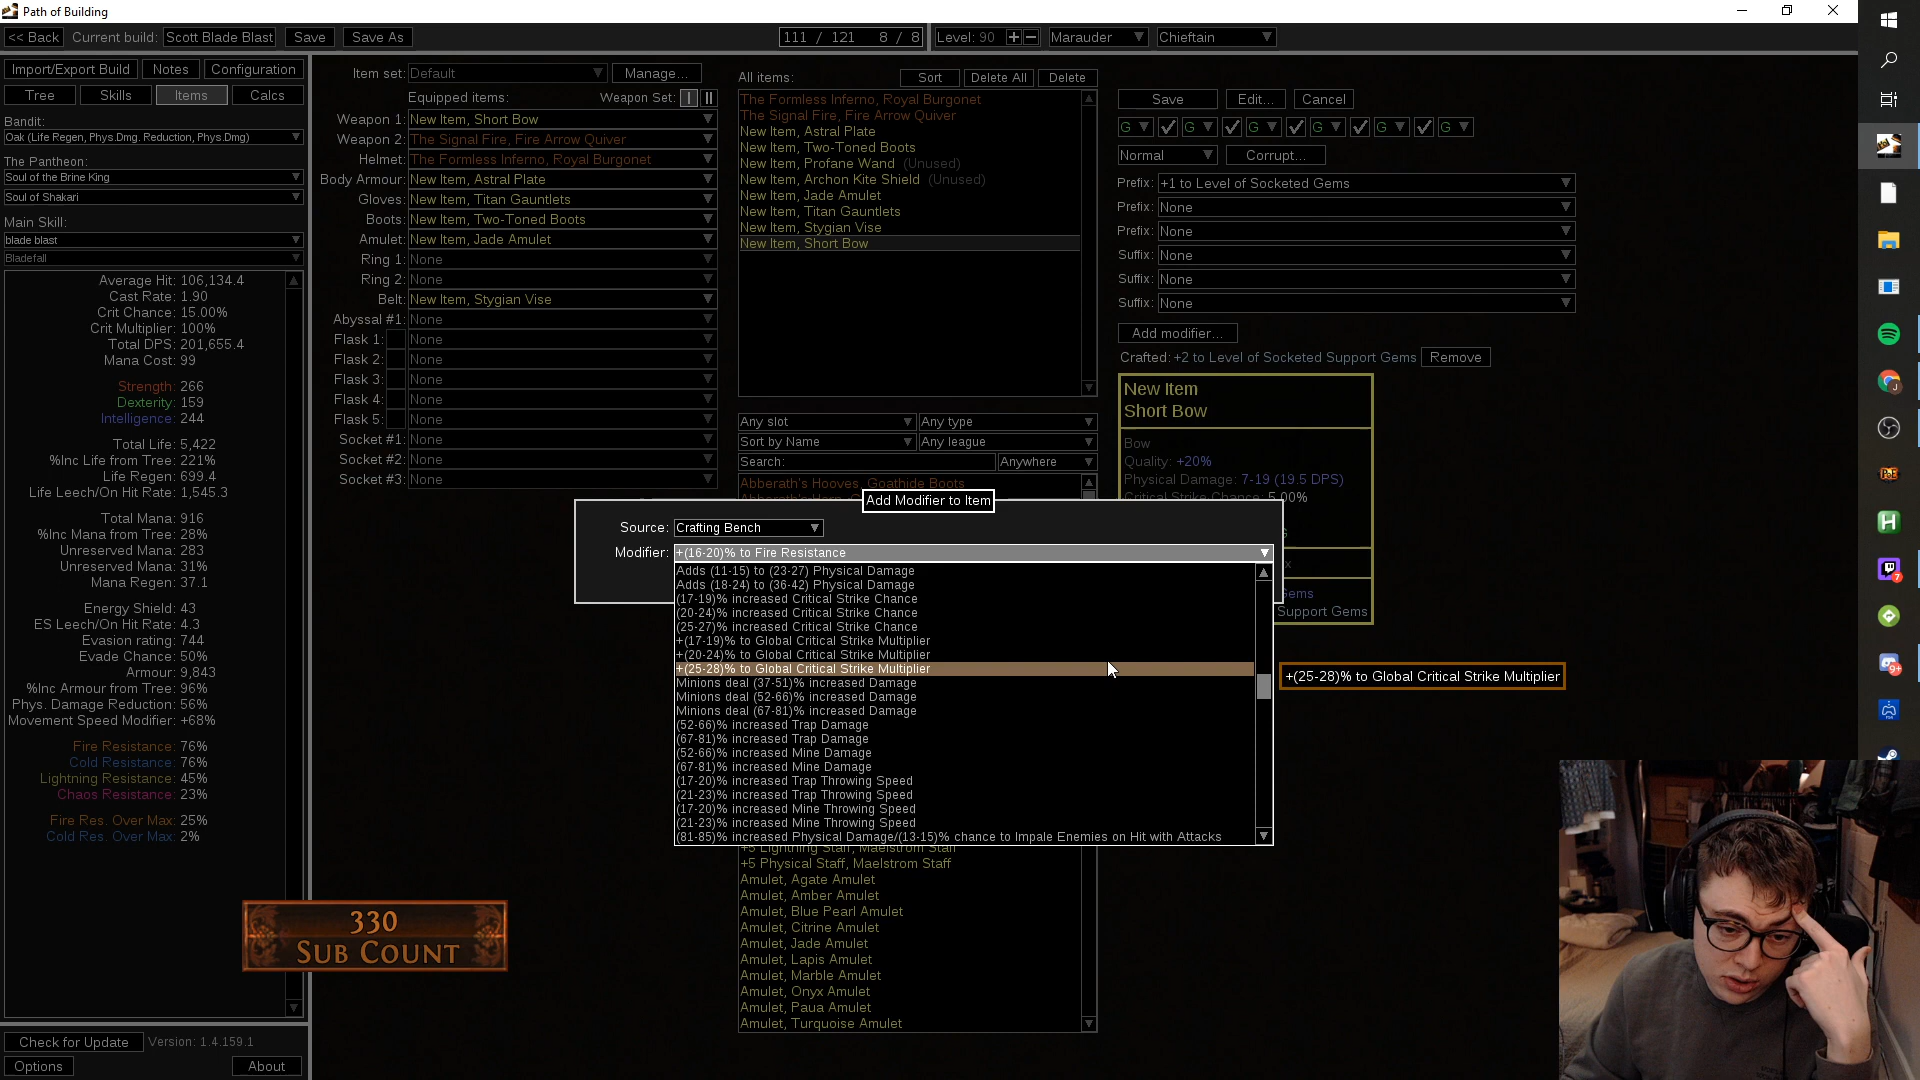 Path of Building
<< Back
Current build:
Scott Blade Blast
Save
Save As
111 / 121 8 / 8
Level: 90
Marauder
Chieftain
Import/Export Build
Notes
Configuration
Tree
Skills
Items
Calcs
Bandit:
Oak (Life Regen, Phys.Dmg. Reduction, Phys.Dmg)
The Pantheon:
Soul of the Brine King
Soul of Shakari
Main Skill:
blade blast
Bladefall
Average Hit: 106,134.4
Cast Rate: 1.90
Crit Chance: 15.00%
Crit Multiplier: 100%
Total DPS: 201,655.4
Mana Cost: 99
Strength: 266
Dexterity: 159
Intelligence: 244
Total Life: 5,422
%Inc Life from Tree: 221%
Life Regen: 699.4
Life Leech/On Hit Rate: 1,545.3
Total Mana: 916
%Inc Mana from Tree: 28%
Unreserved Mana: 283
Unreserved Mana: 31%
Mana Regen: 37.1
Energy Shield: 43
ES Leech/On Hit Rate: 4.3
Evasion rating: 744
Evade Chance: 50%
Armour: 9,843
%Inc Armour from Tree: 96%
Phys. Damage Reduction: 56%
Movement Speed Modifier: +68%
Fire Resistance: 76%
Cold Resistance: 76%
Lightning Resistance: 45%
Chaos Resistance: 23%
Fire Res. Over Max: 25%
Cold Res. Over Max: 2%
330
Sub Count
Check for Update
Version: 1.4.159.1
Options
About
Item set: Default
Manage...
Equipped items:
Weapon Set: I II
Weapon 1: New Item, Short Bow
Weapon 2: The Signal Fire, Fire Arrow Quiver
Helmet: The Formless Inferno, Royal Burgonet
Body Armour: New Item, Astral Plate
Gloves: New Item, Titan Gauntlets
Boots: New Item, Two-Toned Boots
Amulet: New Item, Jade Amulet
Ring 1: None
Ring 2: None
Belt: New Item, Stygian Vise
Abyssal #1: None
Flask 1: None
Flask 2: None
Flask 3: None
Flask 4: None
Flask 5: None
Socket #1: None
Socket #2: None
Socket #3: None
All items:
Sort
Delete All
Delete
The Formless Inferno, Royal Burgonet
The Signal Fire, Fire Arrow Quiver
New Item, Astral Plate
New Item, Two-Toned Boots
New Item, Profane Wand (Unused)
New Item, Archon Kite Shield (Unused)
New Item, Jade Amulet
New Item, Titan Gauntlets
New Item, Stygian Vise
New Item, Short Bow
Any slot
Any type
Sort by Name
Any league
Search:
Anywhere
Abberath's Hooves, Goathide Boots
Save
Edit...
Cancel
G G G G G G
Normal
Corrupt...
Prefix: +1 to Level of Socketed Gems
Prefix: None
Prefix: None
Suffix: None
Suffix: None
Suffix: None
Add modifier...
Crafted: +2 to Level of Socketed Support Gems
Remove
New Item
Short Bow
Bow
Quality: +20%
Physical Damage: 7-19 (19.5 DPS)
Critical Strike Chance: 5.00%
Gems
Support Gems
Add Modifier to Item
Source: Crafting Bench
Modifier: +(16-20)% to Fire Resistance
Adds (11-15) to (23-27) Physical Damage
Adds (18-24) to (36-42) Physical Damage
(17-19)% increased Critical Strike Chance
(20-24)% increased Critical Strike Chance
(25-27)% increased Critical Strike Chance
+(17-19)% to Global Critical Strike Multiplier
+(20-24)% to Global Critical Strike Multiplier
+(25-28)% to Global Critical Strike Multiplier
Minions deal (37-51)% increased Damage
Minions deal (52-66)% increased Damage
Minions deal (67-81)% increased Damage
(52-66)% increased Trap Damage
(67-81)% increased Trap Damage
(52-66)% increased Mine Damage
(67-81)% increased Mine Damage
(17-20)% increased Trap Throwing Speed
(21-23)% increased Trap Throwing Speed
(17-20)% increased Mine Throwing Speed
(21-23)% increased Mine Throwing Speed
(81-85)% increased Physical Damage/(13-15)% chance to Impale Enemies on Hit with Attacks
+(25-28)% to Global Critical Strike Multiplier
+5 Lightning Staff, Maelstrom Staff
+5 Physical Staff, Maelstrom Staff
Amulet, Agate Amulet
Amulet, Amber Amulet
Amulet, Blue Pearl Amulet
Amulet, Citrine Amulet
Amulet, Jade Amulet
Amulet, Lapis Amulet
Amulet, Marble Amulet
Amulet, Onyx Amulet
Amulet, Paua Amulet
Amulet, Turquoise Amulet